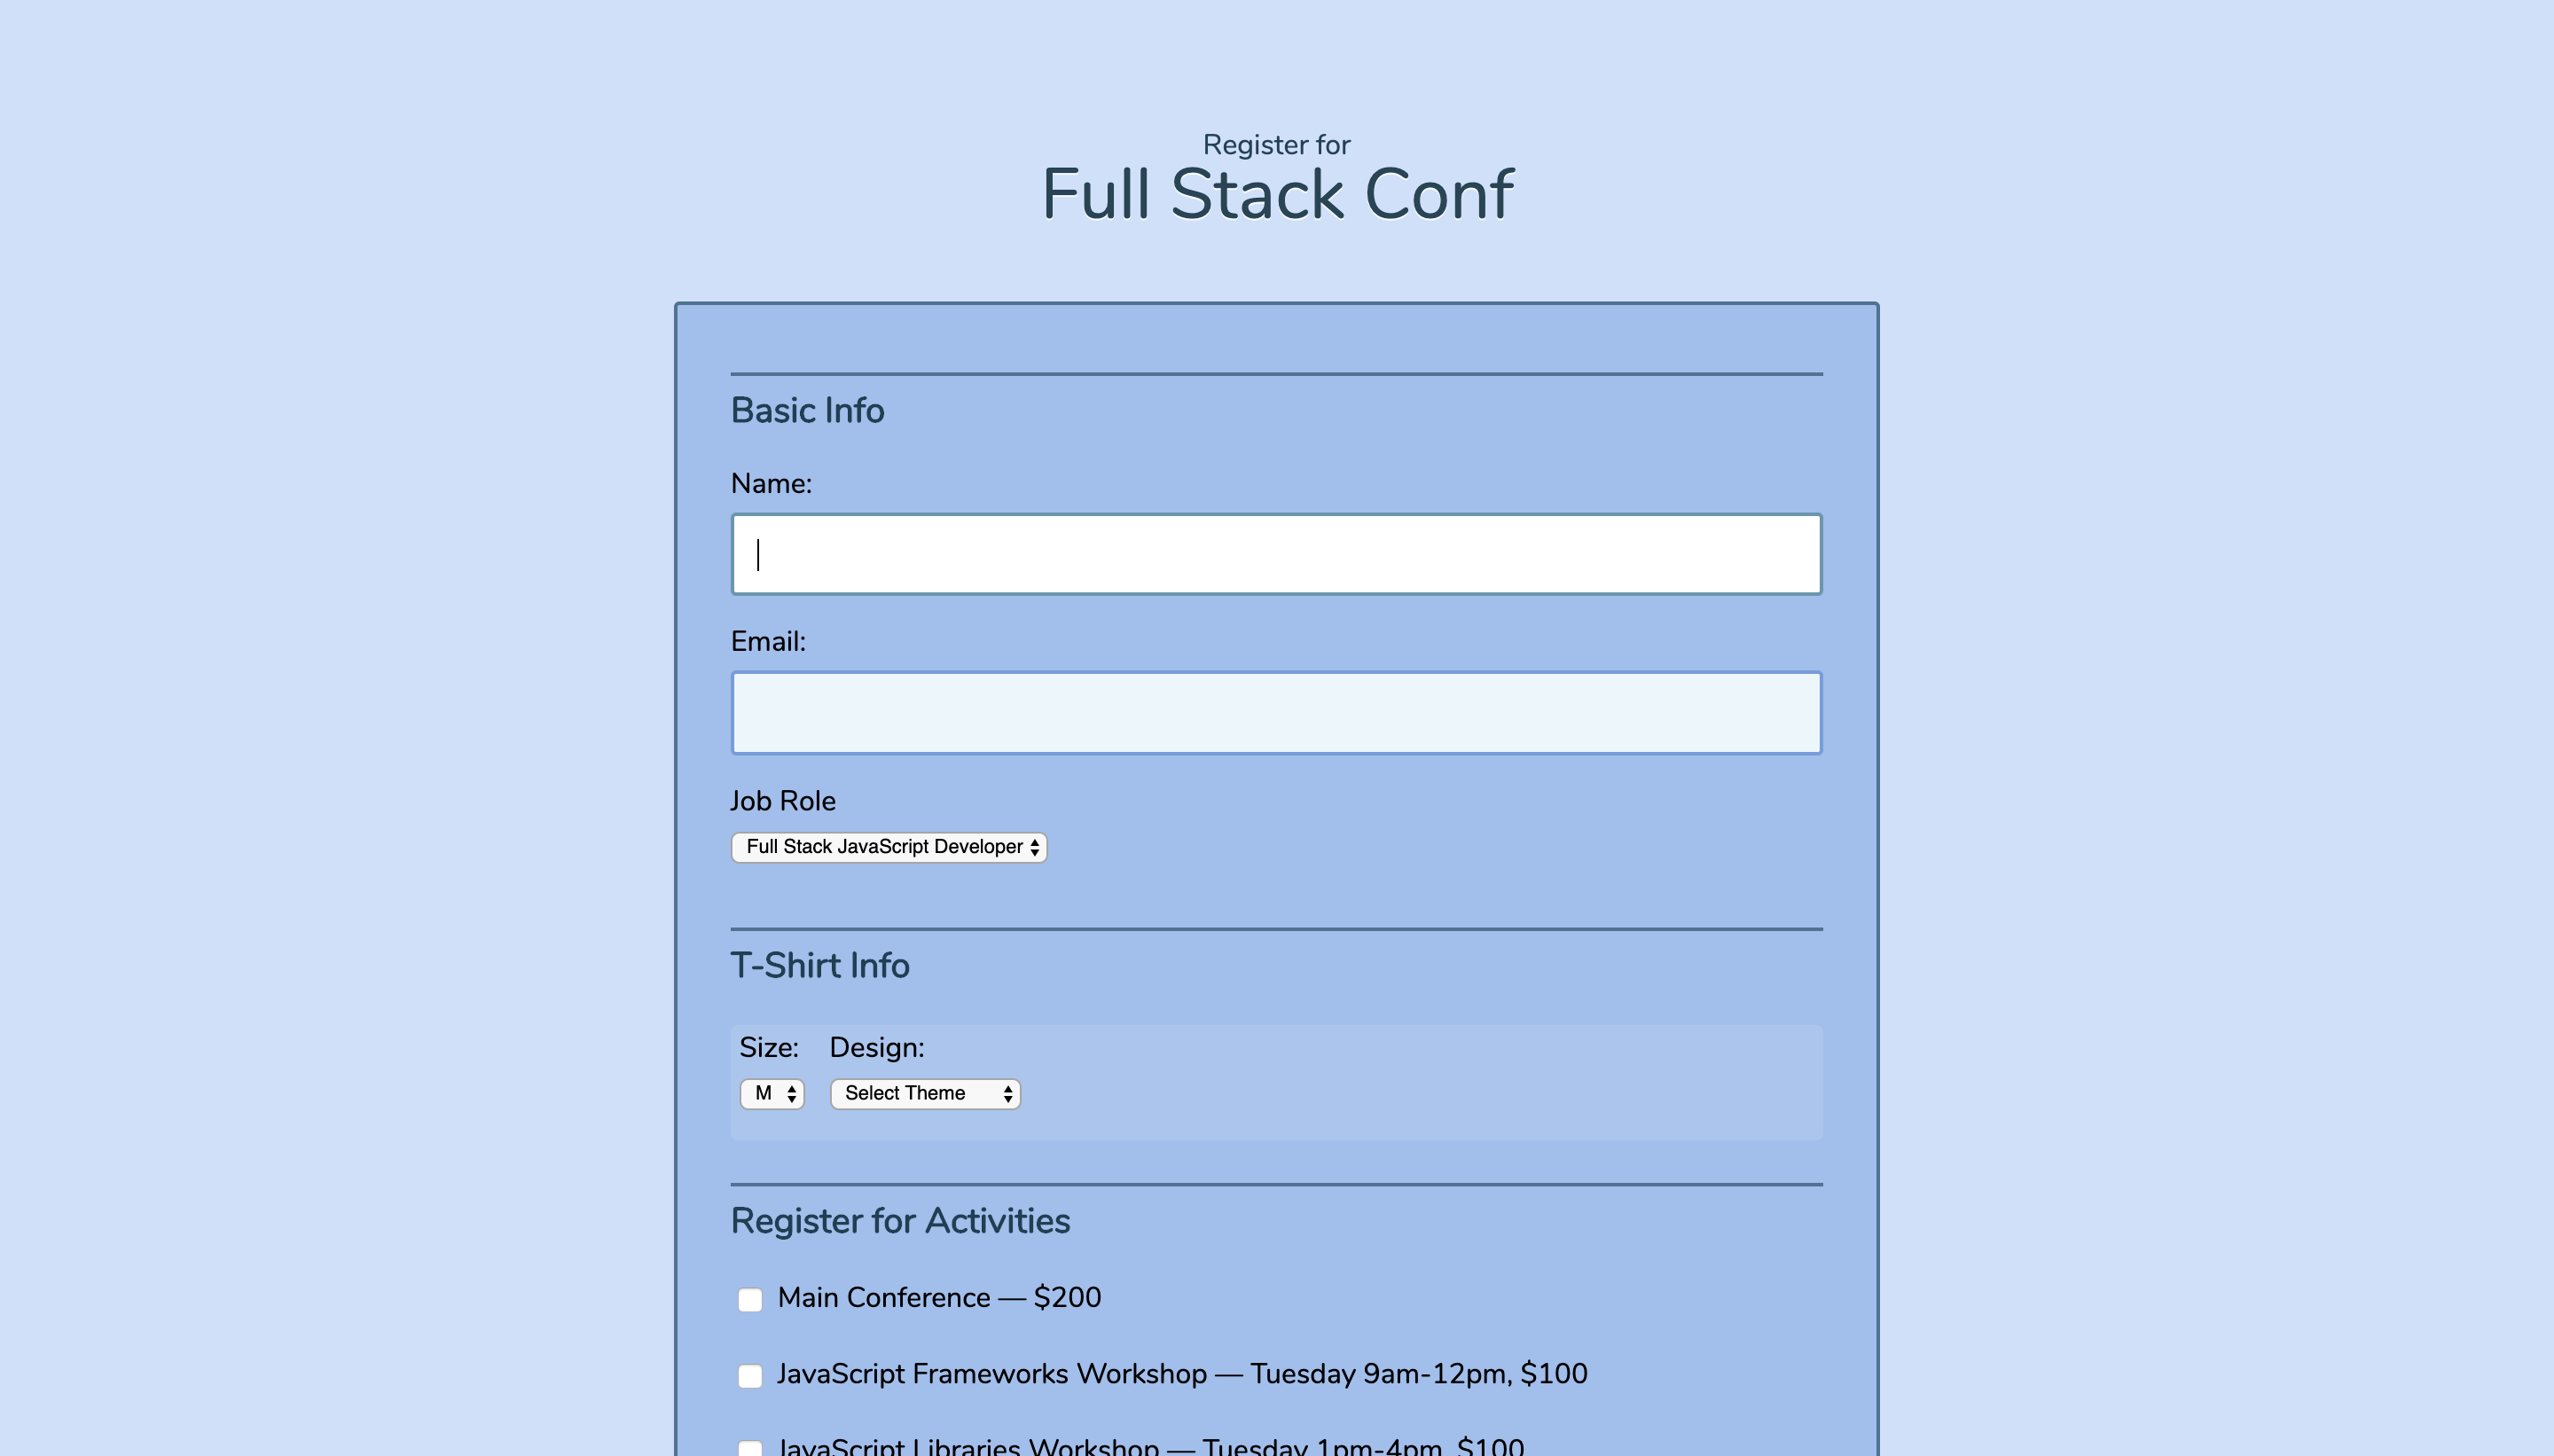 Register for
Full Stack Conf
Basic Info
Name:
Email:
Job Role
Full Stack JavaScript Developer
T-Shirt Info
Size: Design:
M Select Theme
Register for Activities
Main Conference — $200
JavaScript Frameworks Workshop — Tuesday 9am-12pm, $100
JavaScript Libraries Workshop — Tuesday 1pm-4pm, $100